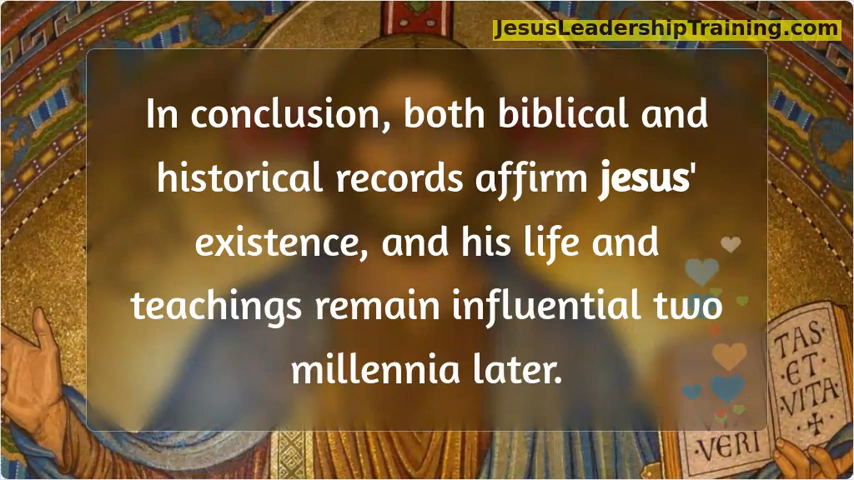 JesusLeadershipTraining.com
In conclusion, both biblical and
historical records affirm jesus'
existence, and his life and
teachings remain influential two
millennia later.
TAS·
·ET·
VITA
·VERI